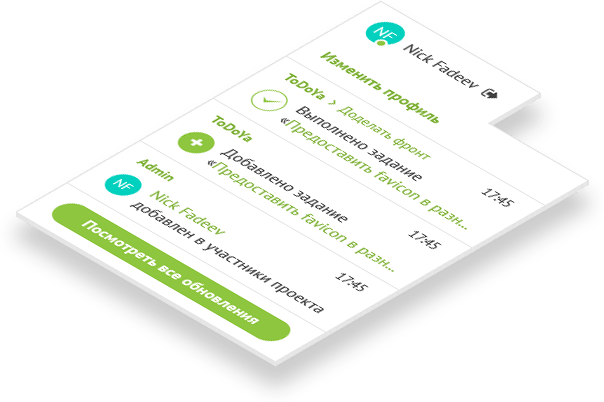 NF Nick Fadeev
Изменить профиль
ToDoYa > Доделать фронт
Выполнено задание
«Предоставить favicon в разн...
17:45
ToDoYa
Добавлено задание
«Предоставить favicon в разн...
17:45
Admin
NF Nick Fadeev
добавлен в участники проекта
17:45
Посмотреть все обновления